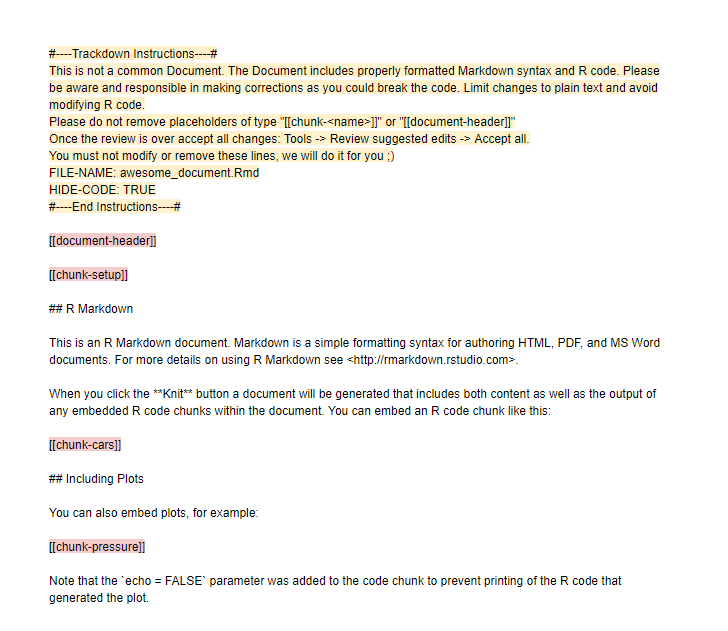 #----Trackdown Instructions----#
This is not a common Document. The Document includes properly formatted Markdown syntax and R code. Please
be aware and responsible in making corrections as you could break the code. Limit changes to plain text and avoid
modifying R code.
Please do not remove placeholders of type "[[chunk-<name>]]" or "[[document-header]]"
Once the review is over accept all changes: Tools -> Review suggested edits -> Accept all.
You must not modify or remove these lines, we will do it for you ;)
FILE-NAME: awesome_document.Rmd
HIDE-CODE: TRUE
#----End Instructions----#
[[document-header]]
[[chunk-setup]]
## R Markdown
This is an R Markdown document. Markdown is a simple formatting syntax for authoring HTML, PDF, and MS Word
documents. For more details on using R Markdown see <http://rmarkdown.rstudio.com>.
When you click the **Knit** button a document will be generated that includes both content as well as the output of
any embedded R code chunks within the document. You can embed an R code chunk like this:
[[chunk-cars]]
## Including Plots
You can also embed plots, for example:
[[chunk-pressure]]
Note that the `echo = FALSE` parameter was added to the code chunk to prevent printing of the R code that
generated the plot.